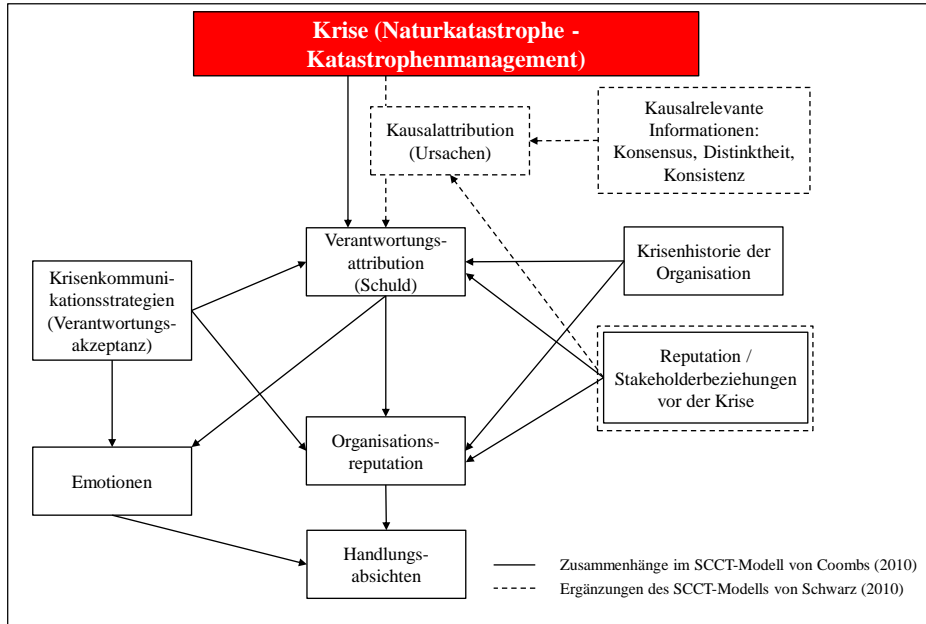 Krise (Naturkatastrophe -
Katastrophenmanagement)
Kausalattribution
(Ursachen)
Kausalrelevante
Informationen:
Konsensus, Distinktheit,
Konsistenz
Verantwortungs-
attribution
(Schuld)
Krisenhistorie der
Organisation
Krisenkommuni-
kationsstrategien
(Verantwortungs-
akzeptanz)
Reputation /
Stakeholderbeziehungen
vor der Krise
Organisations-
reputation
Emotionen
Handlungs-
absichten
Zusammenhänge im SCCT-Modell von Coombs (2010)
Ergänzungen des SCCT-Modells von Schwarz (2010)